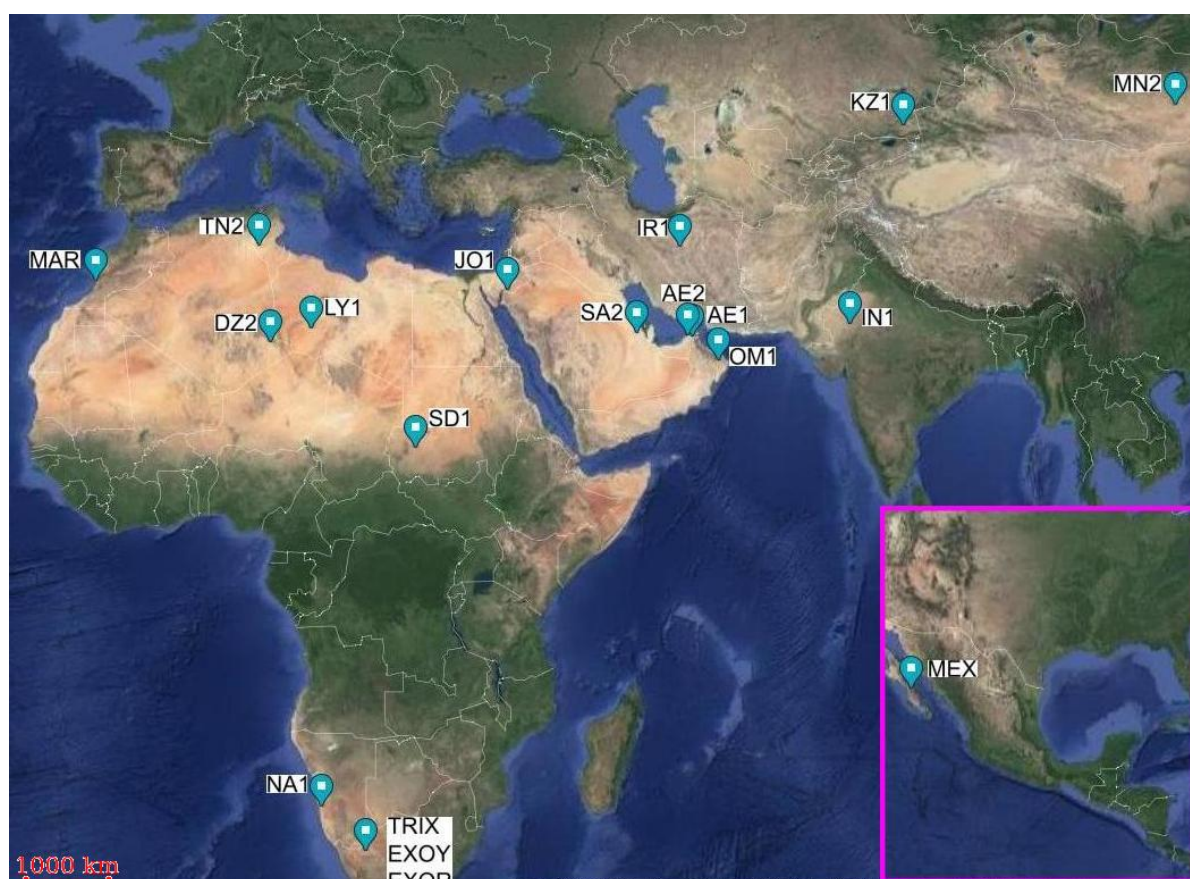 MN2
KZ1
TN2
IR1
MAR
JO1
AE2
SA2
AE1
LY1
IN1
DZ2
OM1
SD1
MEX
NA1
TRIX
EXOY
1000 km